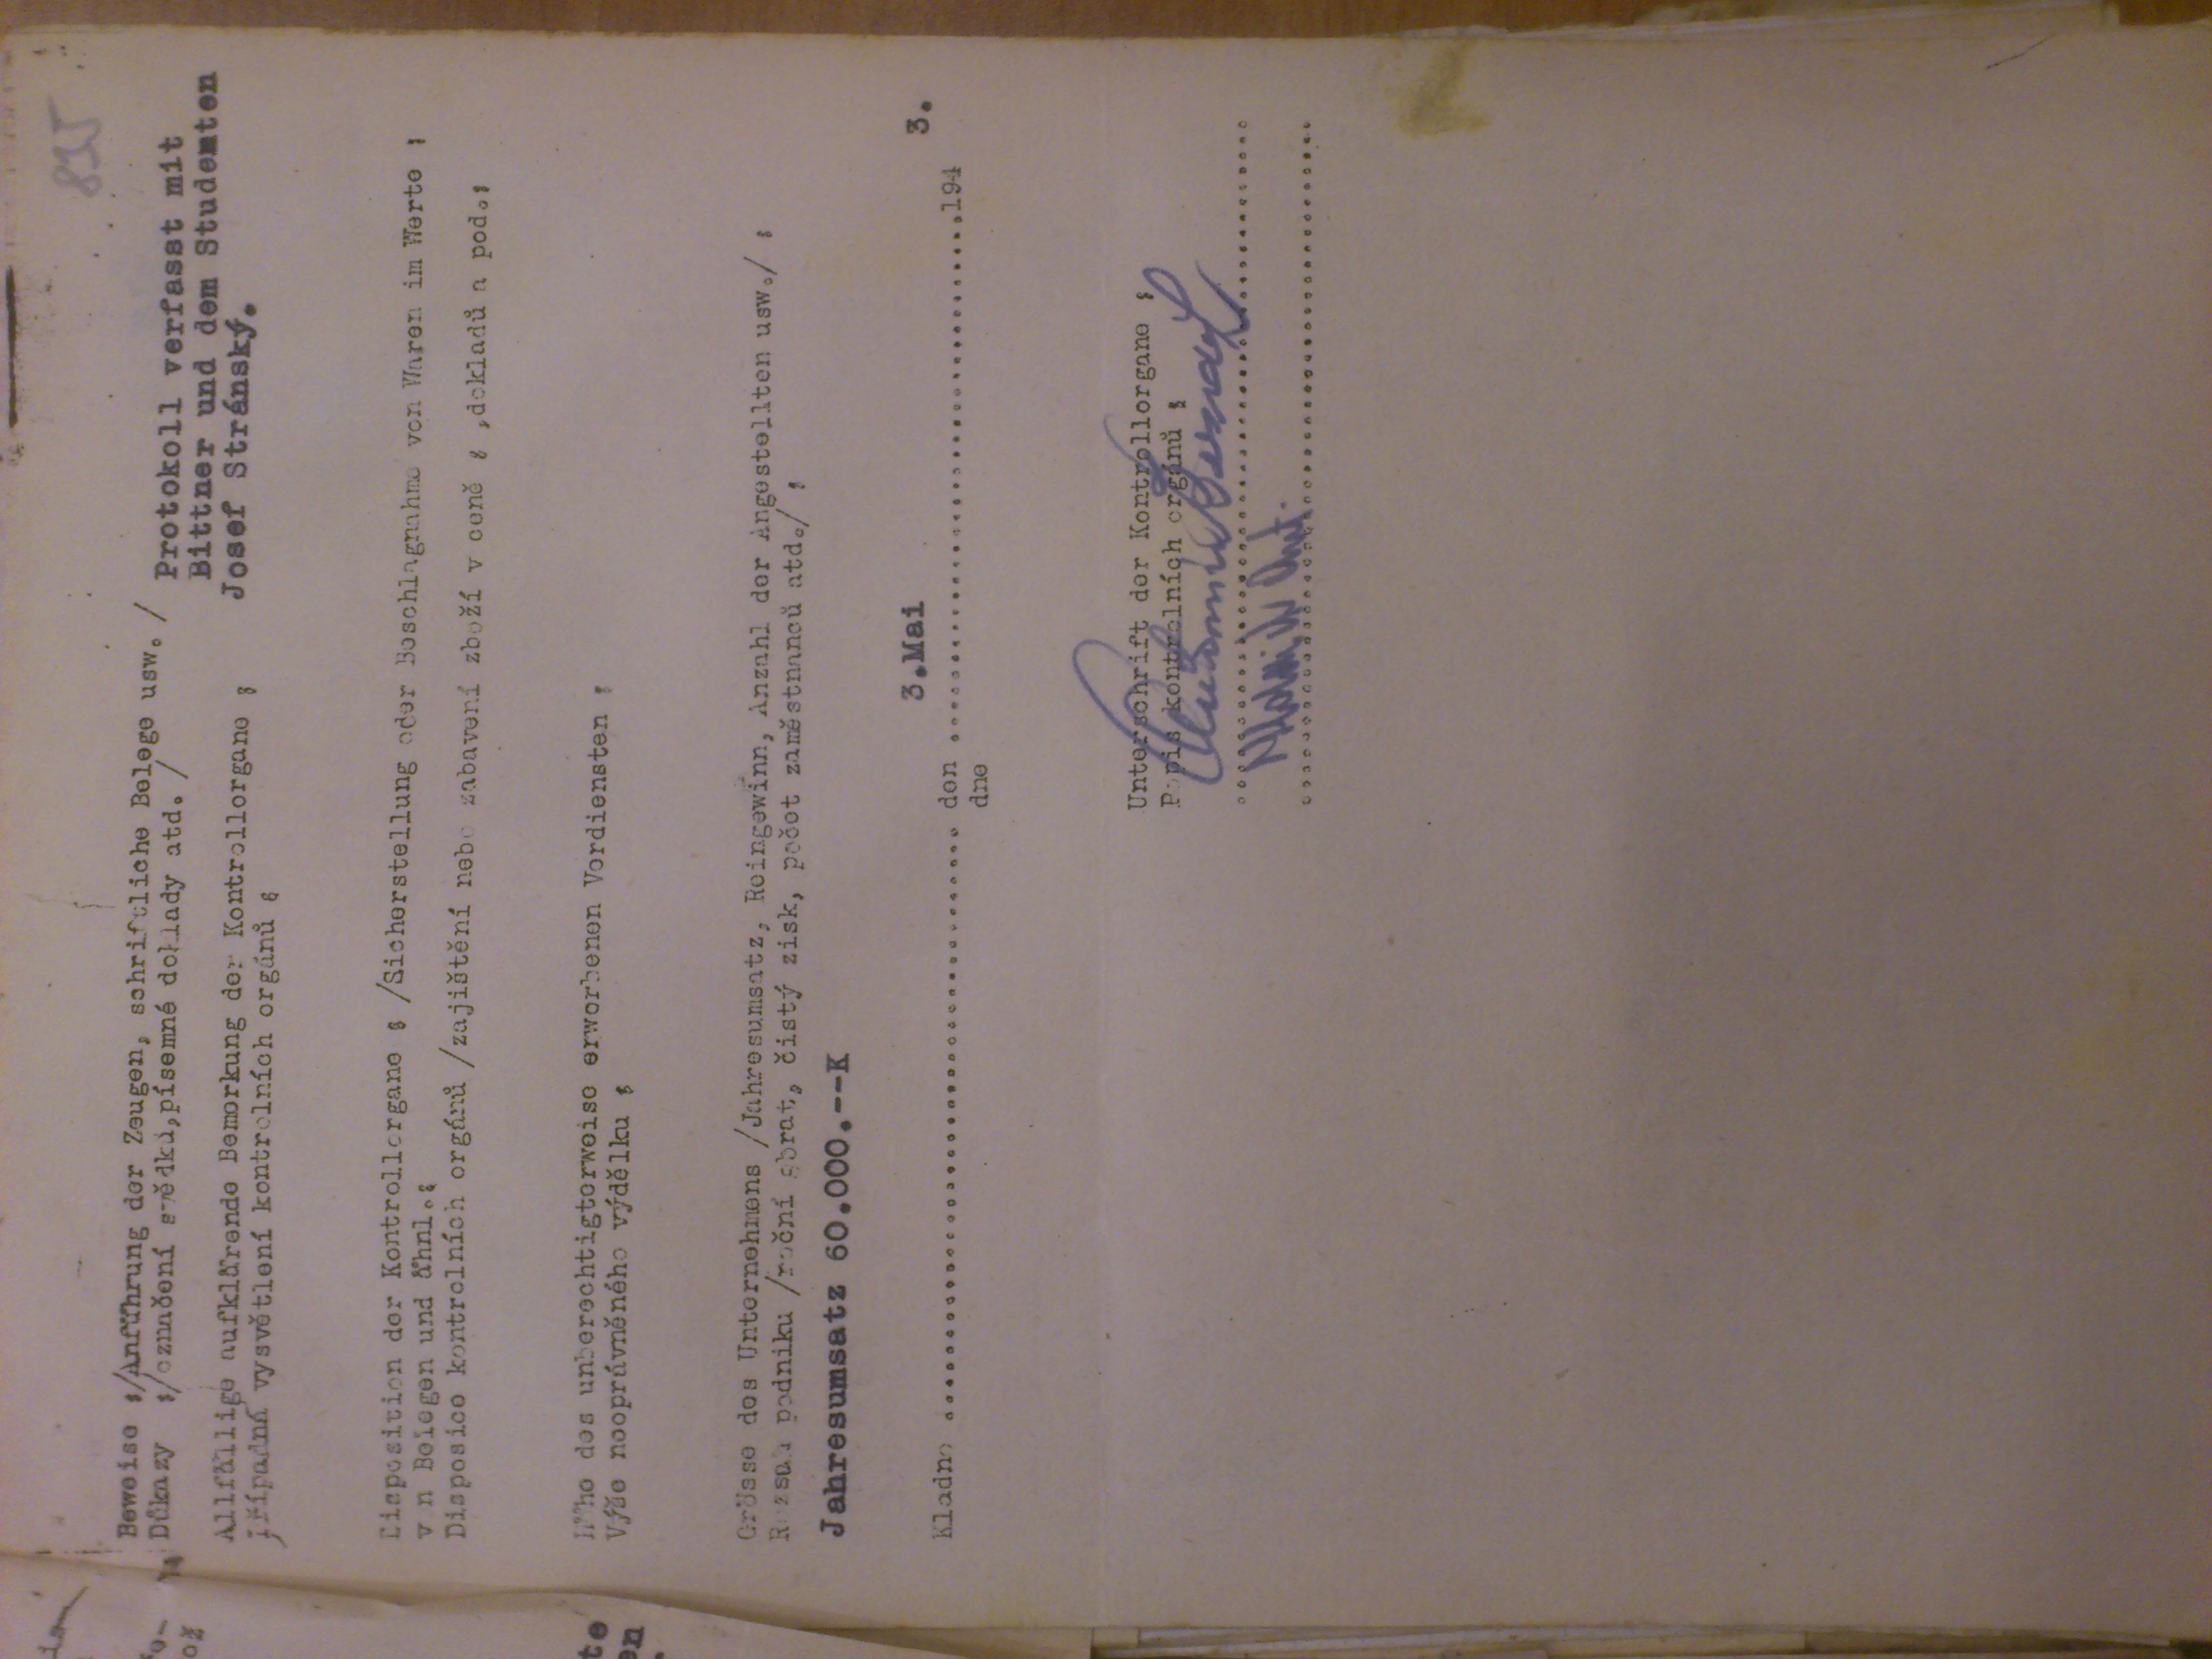 835
Beweise :/Anführung der Zeugen, schriftliche Belege usw. /
Důkazy :/označení svědků,písemné doklady atd. /
Protokoll verfasst mit
Bittner und dem Studenten
Josef Stránský.
Allfällige aufklärende Bemerkung der Kontrollorgane :
Případná vysvětlení kontrolních orgánů :
Disposition der Kontrollorgane : /Sicherstellung oder Beschlagnahme von Waren im Werte :
von Belegen und ähnl.:
Disposice kontrolních orgánů /zajištění nebo zabavení zboží v ceně : ,dokladů a pod.:
Höhe des unberechtigterweise erworbenen Verdiensten :
Výše neoprávněného výdělku :
Grösse des Unternehmens /Jahresumsatz, Reingewinn, Anzahl der Angestellten usw./ :
Rozsah podniku /roční obrat, čistý zisk, počet zaměstnanců atd./ :
Jahresumsatz 60.000.--K
3.Mai 3.
Kladno .................................... den .................................194
dne
Unterschrift der Kontrollorgane :
Popis kontrolních orgánů :
te
en